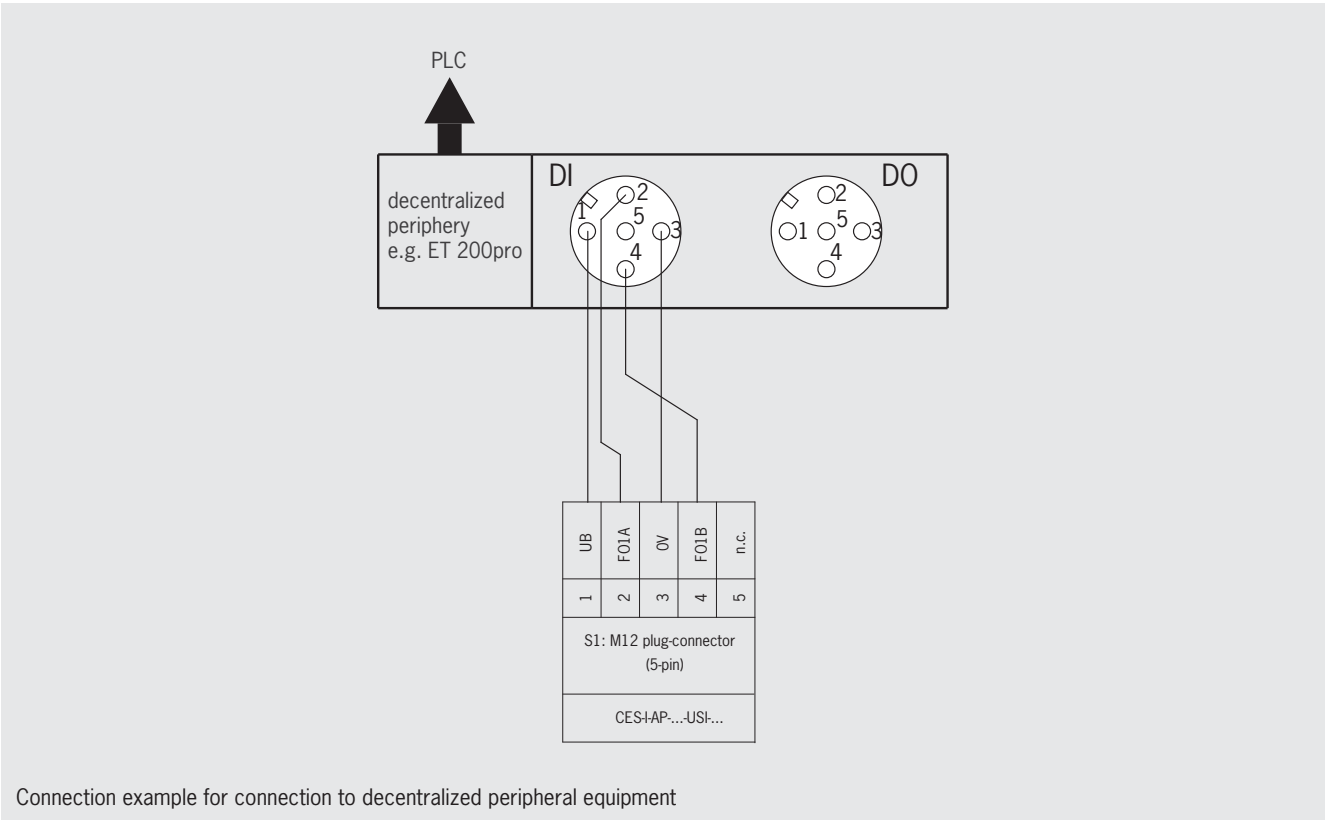 PLC
decentralized
periphery
e.g. ET 200pro
DI
1
2
5
3
4
DO
2
5
1
3
4
UB
FO1A
0V
FO1B
n.c.
1
2
3
4
5
S1: M12 plug-connector
(5-pin)
CES-I-AP-...-USI-...
Connection example for connection to decentralized peripheral equipment